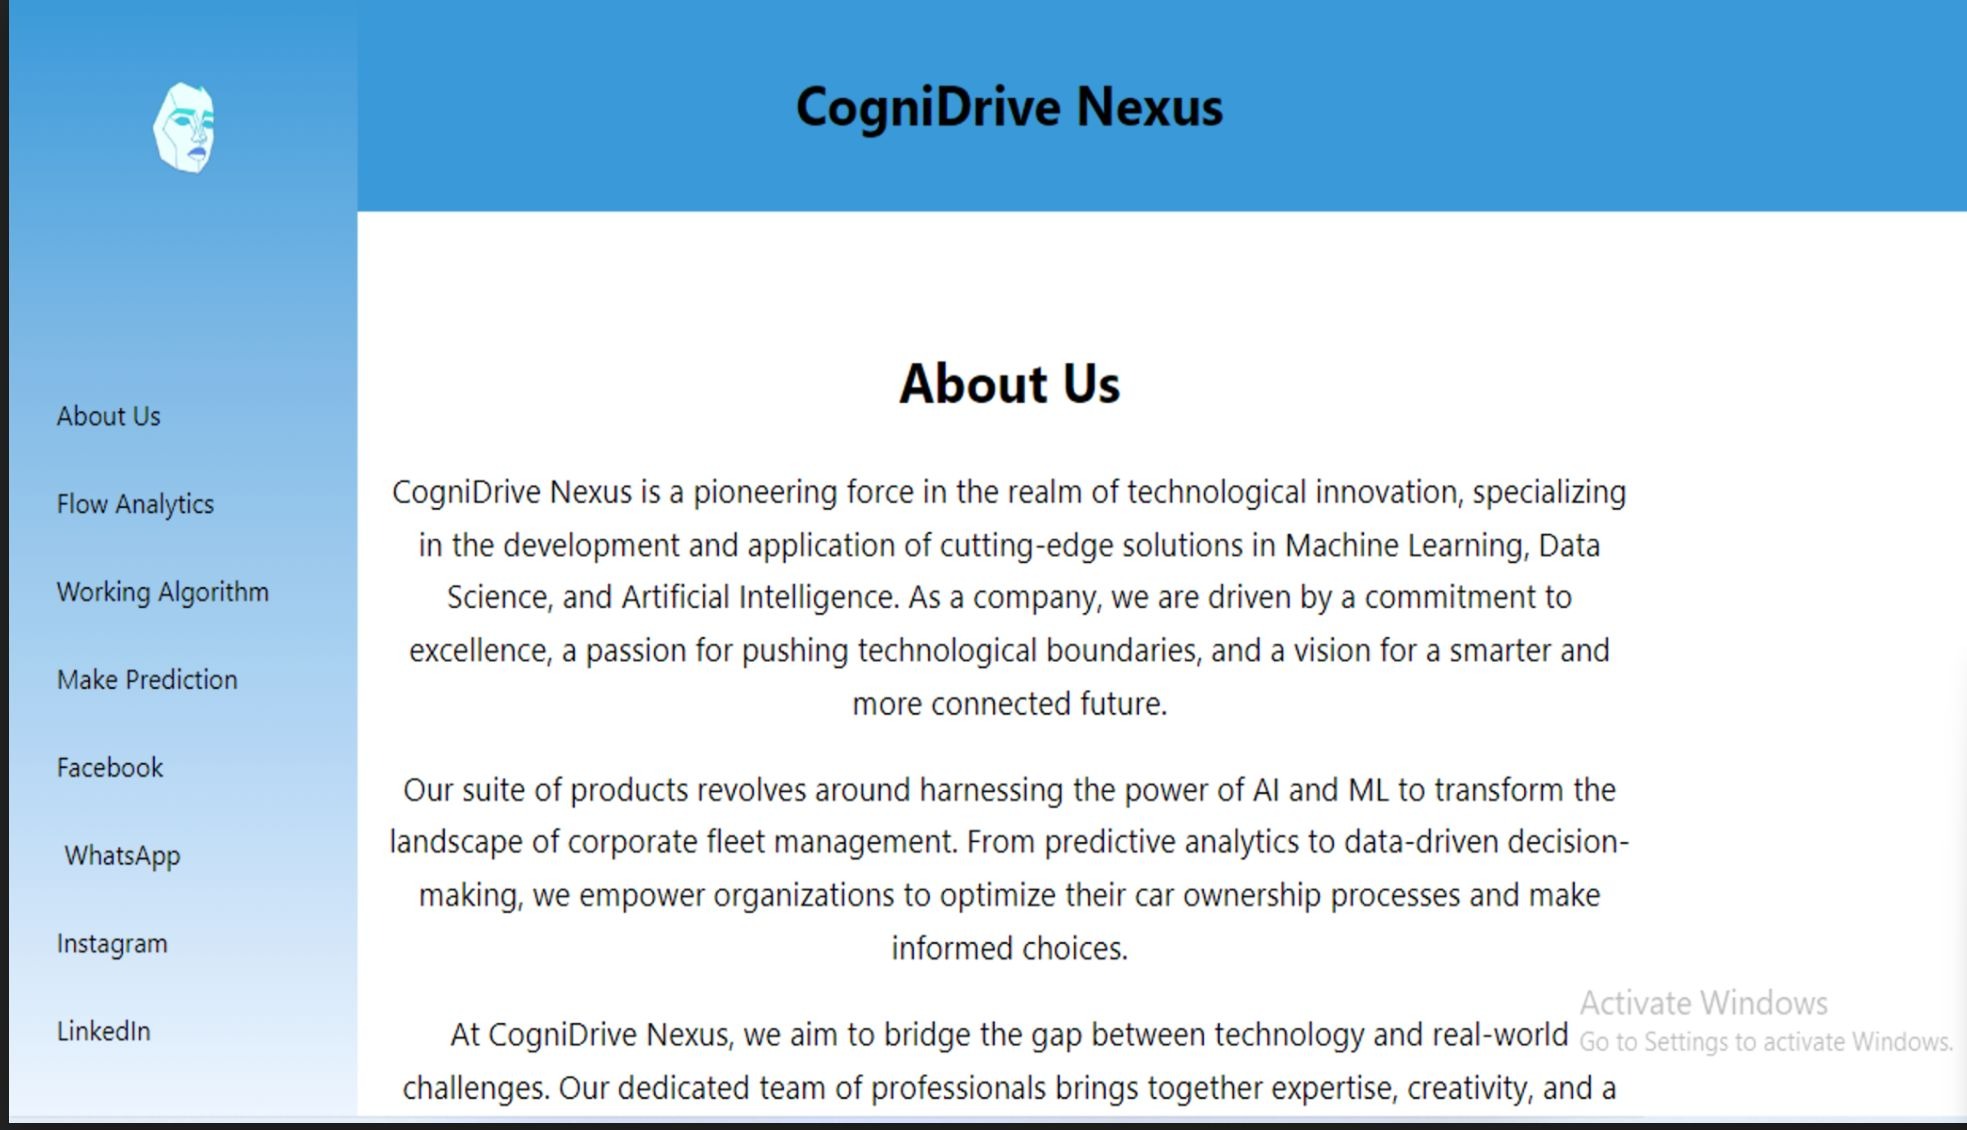 CogniDrive Nexus
About Us
Flow Analytics
Working Algorithm
Make Prediction
Facebook
WhatsApp
Instagram
LinkedIn
About Us
CogniDrive Nexus is a pioneering force in the realm of technological innovation, specializing
in the development and application of cutting-edge solutions in Machine Learning, Data
Science, and Artificial Intelligence. As a company, we are driven by a commitment to
excellence, a passion for pushing technological boundaries, and a vision for a smarter and
more connected future.
Our suite of products revolves around harnessing the power of AI and ML to transform the
landscape of corporate fleet management. From predictive analytics to data-driven decision-
making, we empower organizations to optimize their car ownership processes and make
informed choices.
At CogniDrive Nexus, we aim to bridge the gap between technology and real-world
challenges. Our dedicated team of professionals brings together expertise, creativity, and a
Activate Windows
Go to Settings to activate Windows.